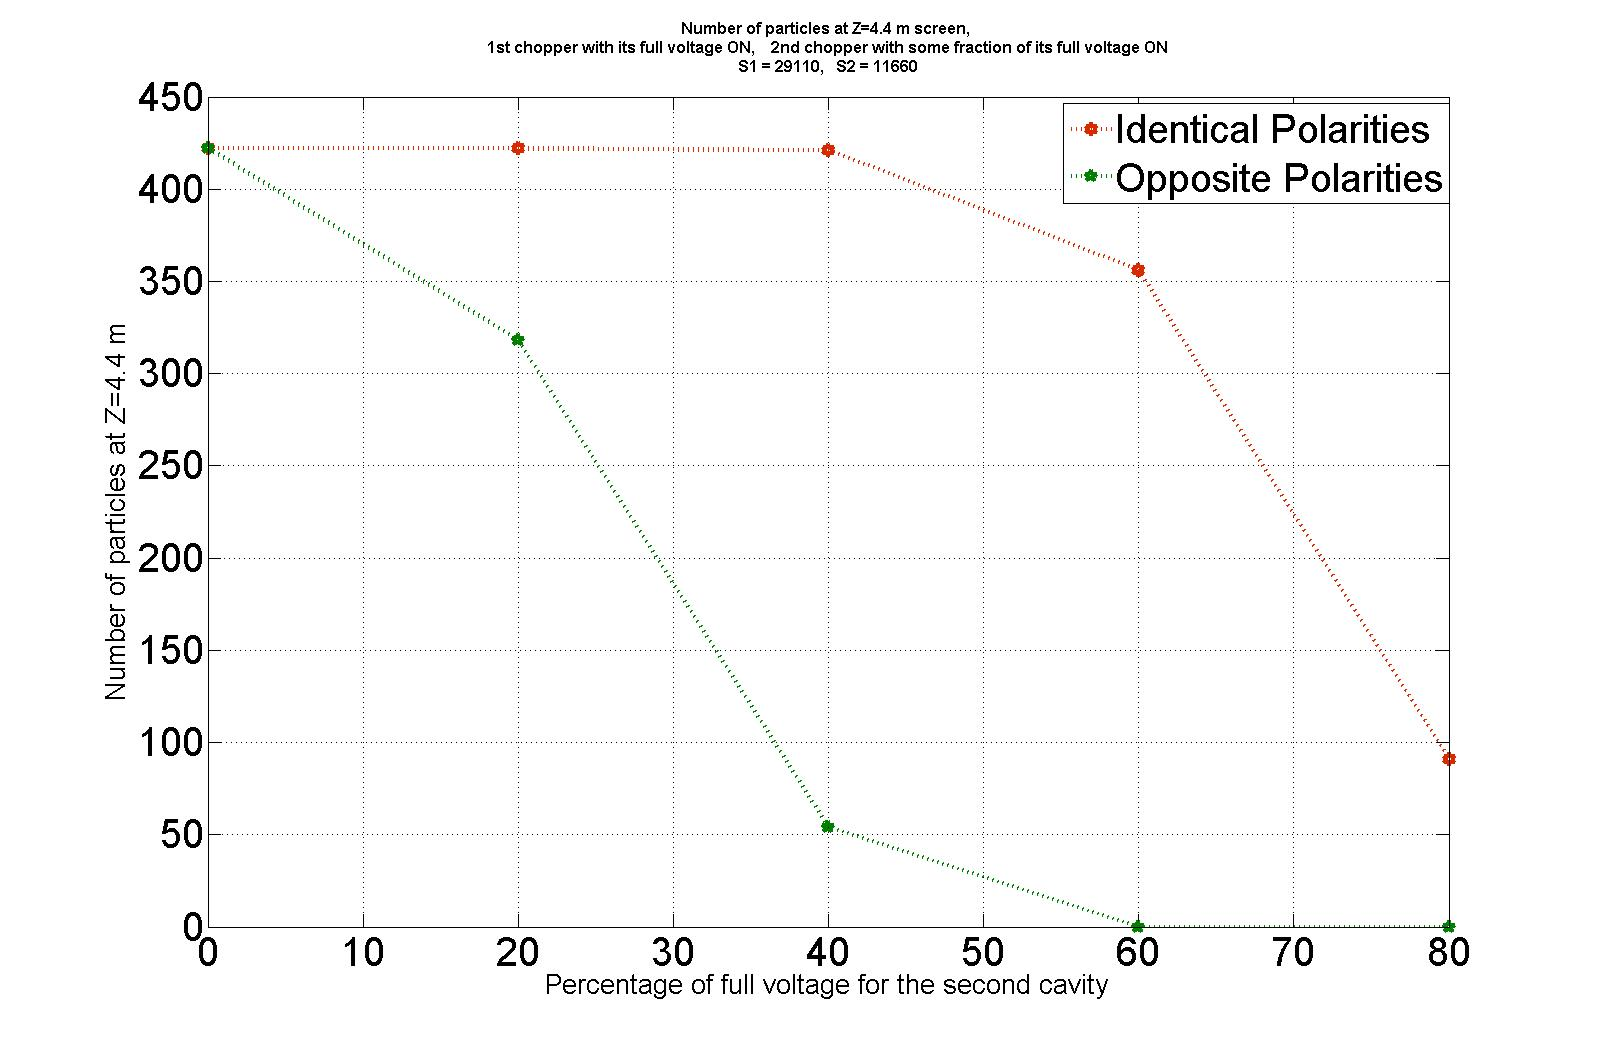 Number of particles at Z=4.4 m screen,
1st chopper with its full voltage ON,   2nd chopper with some fraction of its full voltage ON
S1 = 29110,   S2 = 11660
Identical Polarities
Opposite Polarities
450
400
350
300
250
200
150
100
50
0
Number of particles at Z=4.4 m
0 10 20 30 40 50 60 70 80
Percentage of full voltage for the second cavity